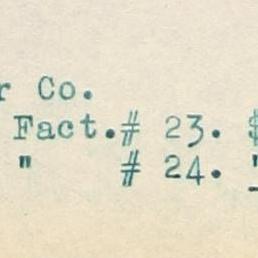 r Co.
Fact.# 23. $
" # 24. "